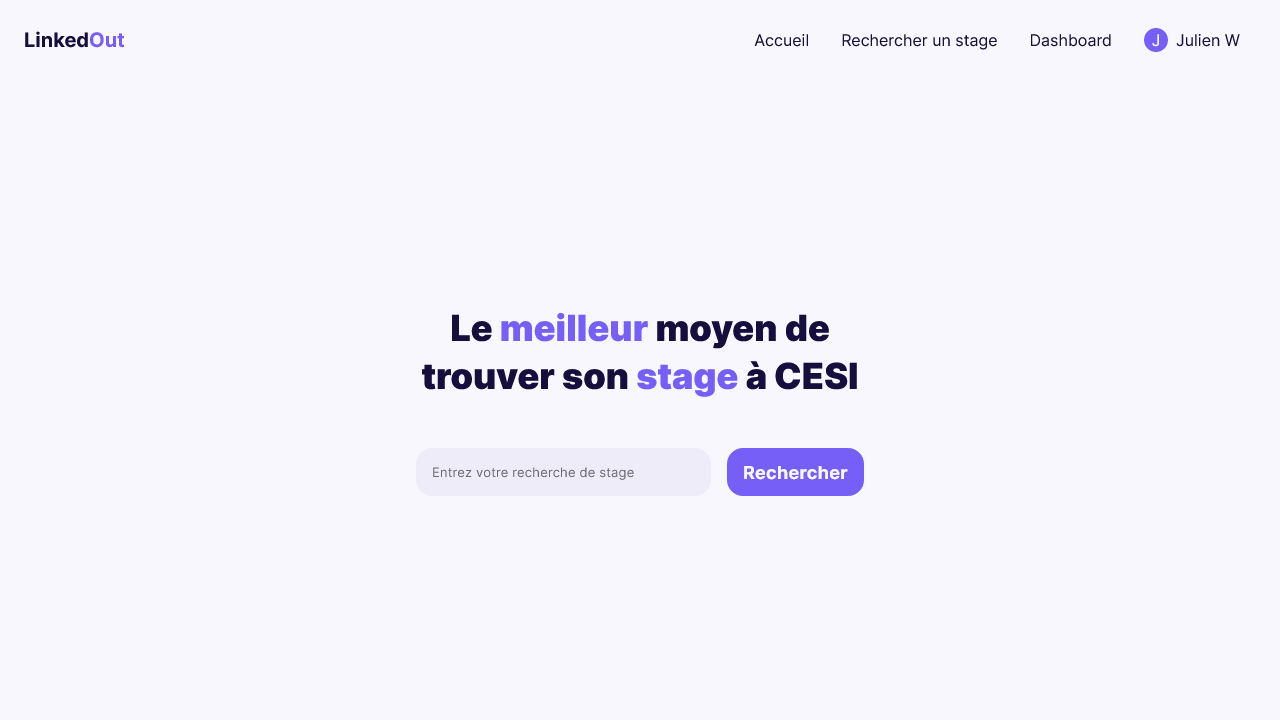 LinkedOut
Accueil
Rechercher un stage
Dashboard
J
Julien W
Le meilleur moyen de
trouver son stage à CESI
Entrez votre recherche de stage
Rechercher